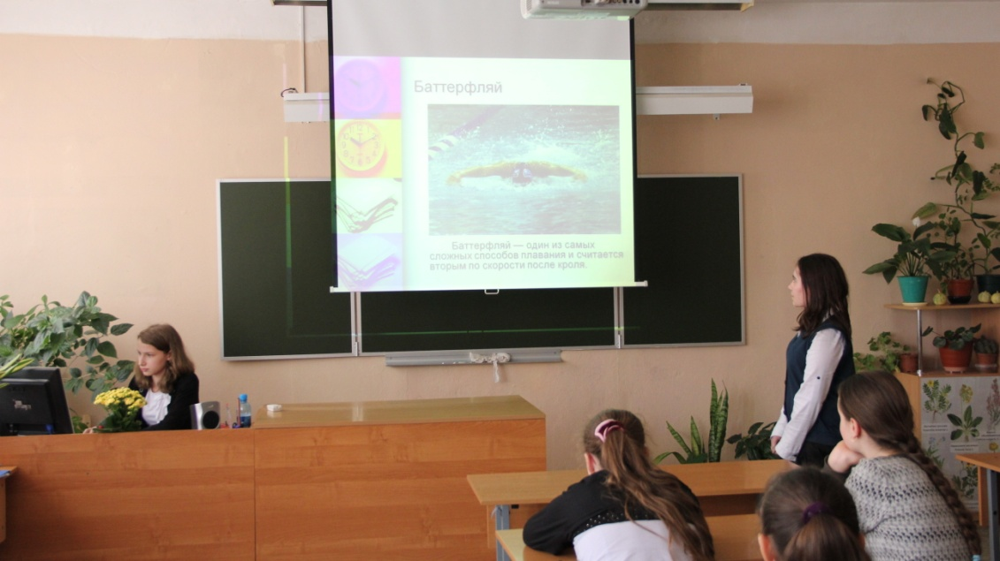 Баттерфляй
Баттерфляй — один из самых
сложных способов плавания и считается
вторым по скорости после кроля.